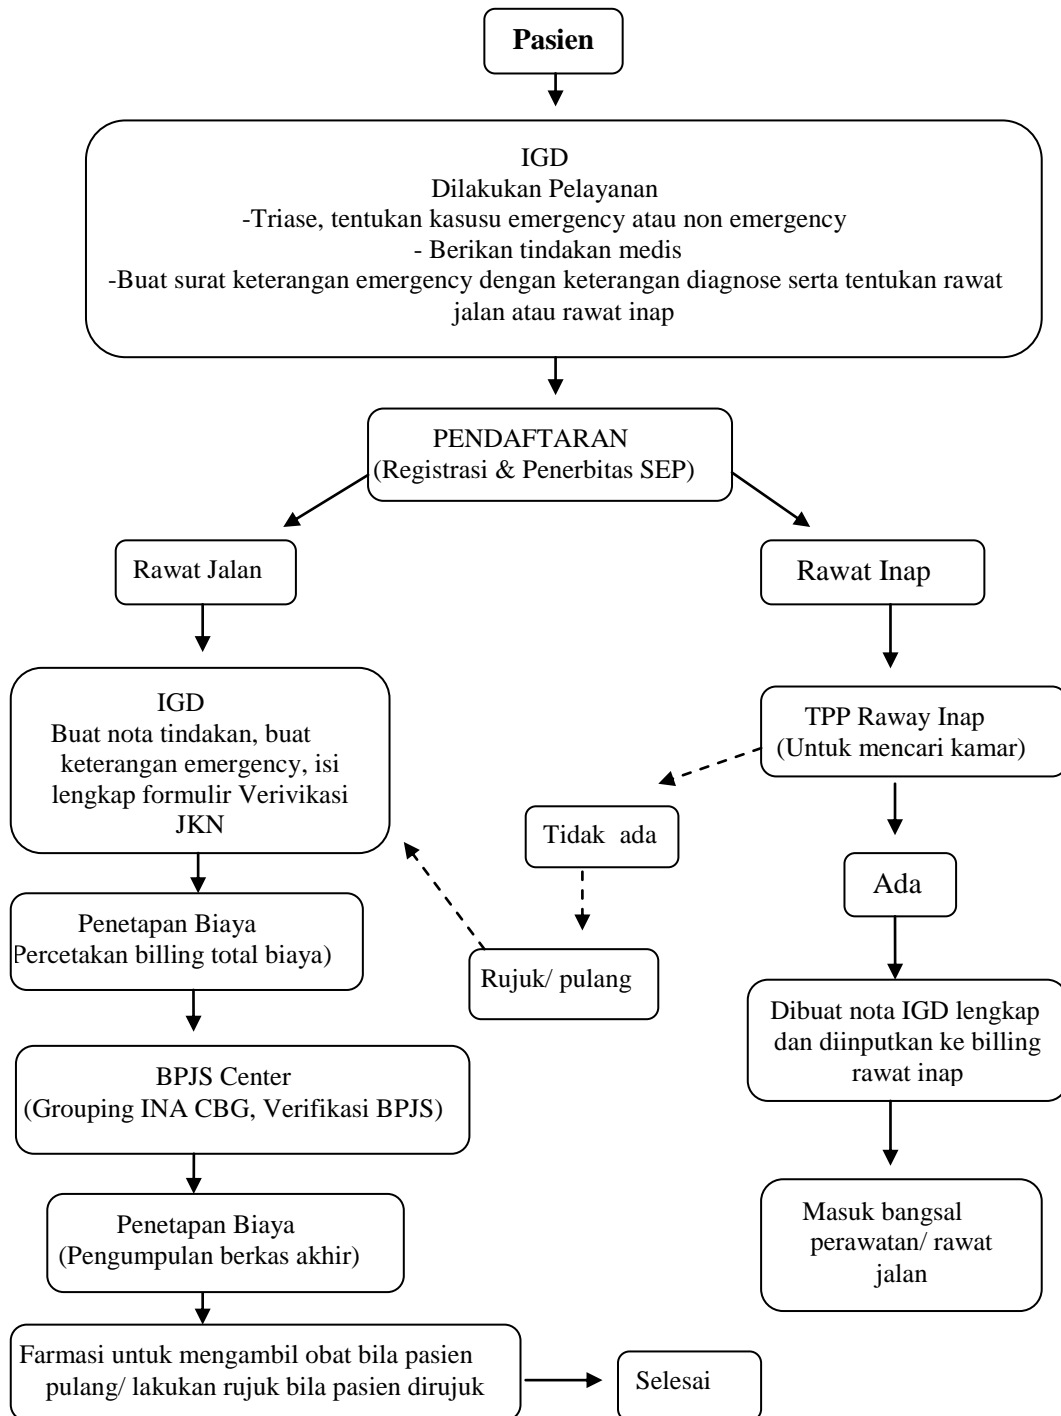 Pasien
IGD
Dilakukan Pelayanan
-Triase, tentukan kasusu emergency atau non emergency
- Berikan tindakan medis
-Buat surat keterangan emergency dengan keterangan diagnose serta tentukan rawat
jalan atau rawat inap
PENDAFTARAN
(Registrasi & Penerbitas SEP)
Rawat Jalan
Rawat Inap
IGD
Buat nota tindakan, buat
keterangan emergency, isi
lengkap formulir Verivikasi
JKN
TPP Raway Inap
(Untuk mencari kamar)
Tidak ada
Ada
Rujuk/ pulang
Penetapan Biaya
Percetakan billing total biaya)
Dibuat nota IGD lengkap
dan diinputkan ke billing
rawat inap
BPJS Center
(Grouping INA CBG, Verifikasi BPJS)
Masuk bangsal
perawatan/ rawat
jalan
Penetapan Biaya
(Pengumpulan berkas akhir)
Farmasi untuk mengambil obat bila pasien
pulang/ lakukan rujuk bila pasien dirujuk
Selesai